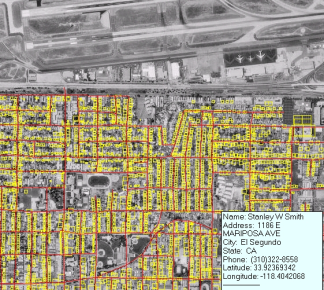 Name: Stanley W Smith
Address: 1186 E
MARIPOSA AVE
City: El Segundo
State: CA
Phone: (310)322-8558
Latitude: 33.92369342
Longitude: -118.4042068